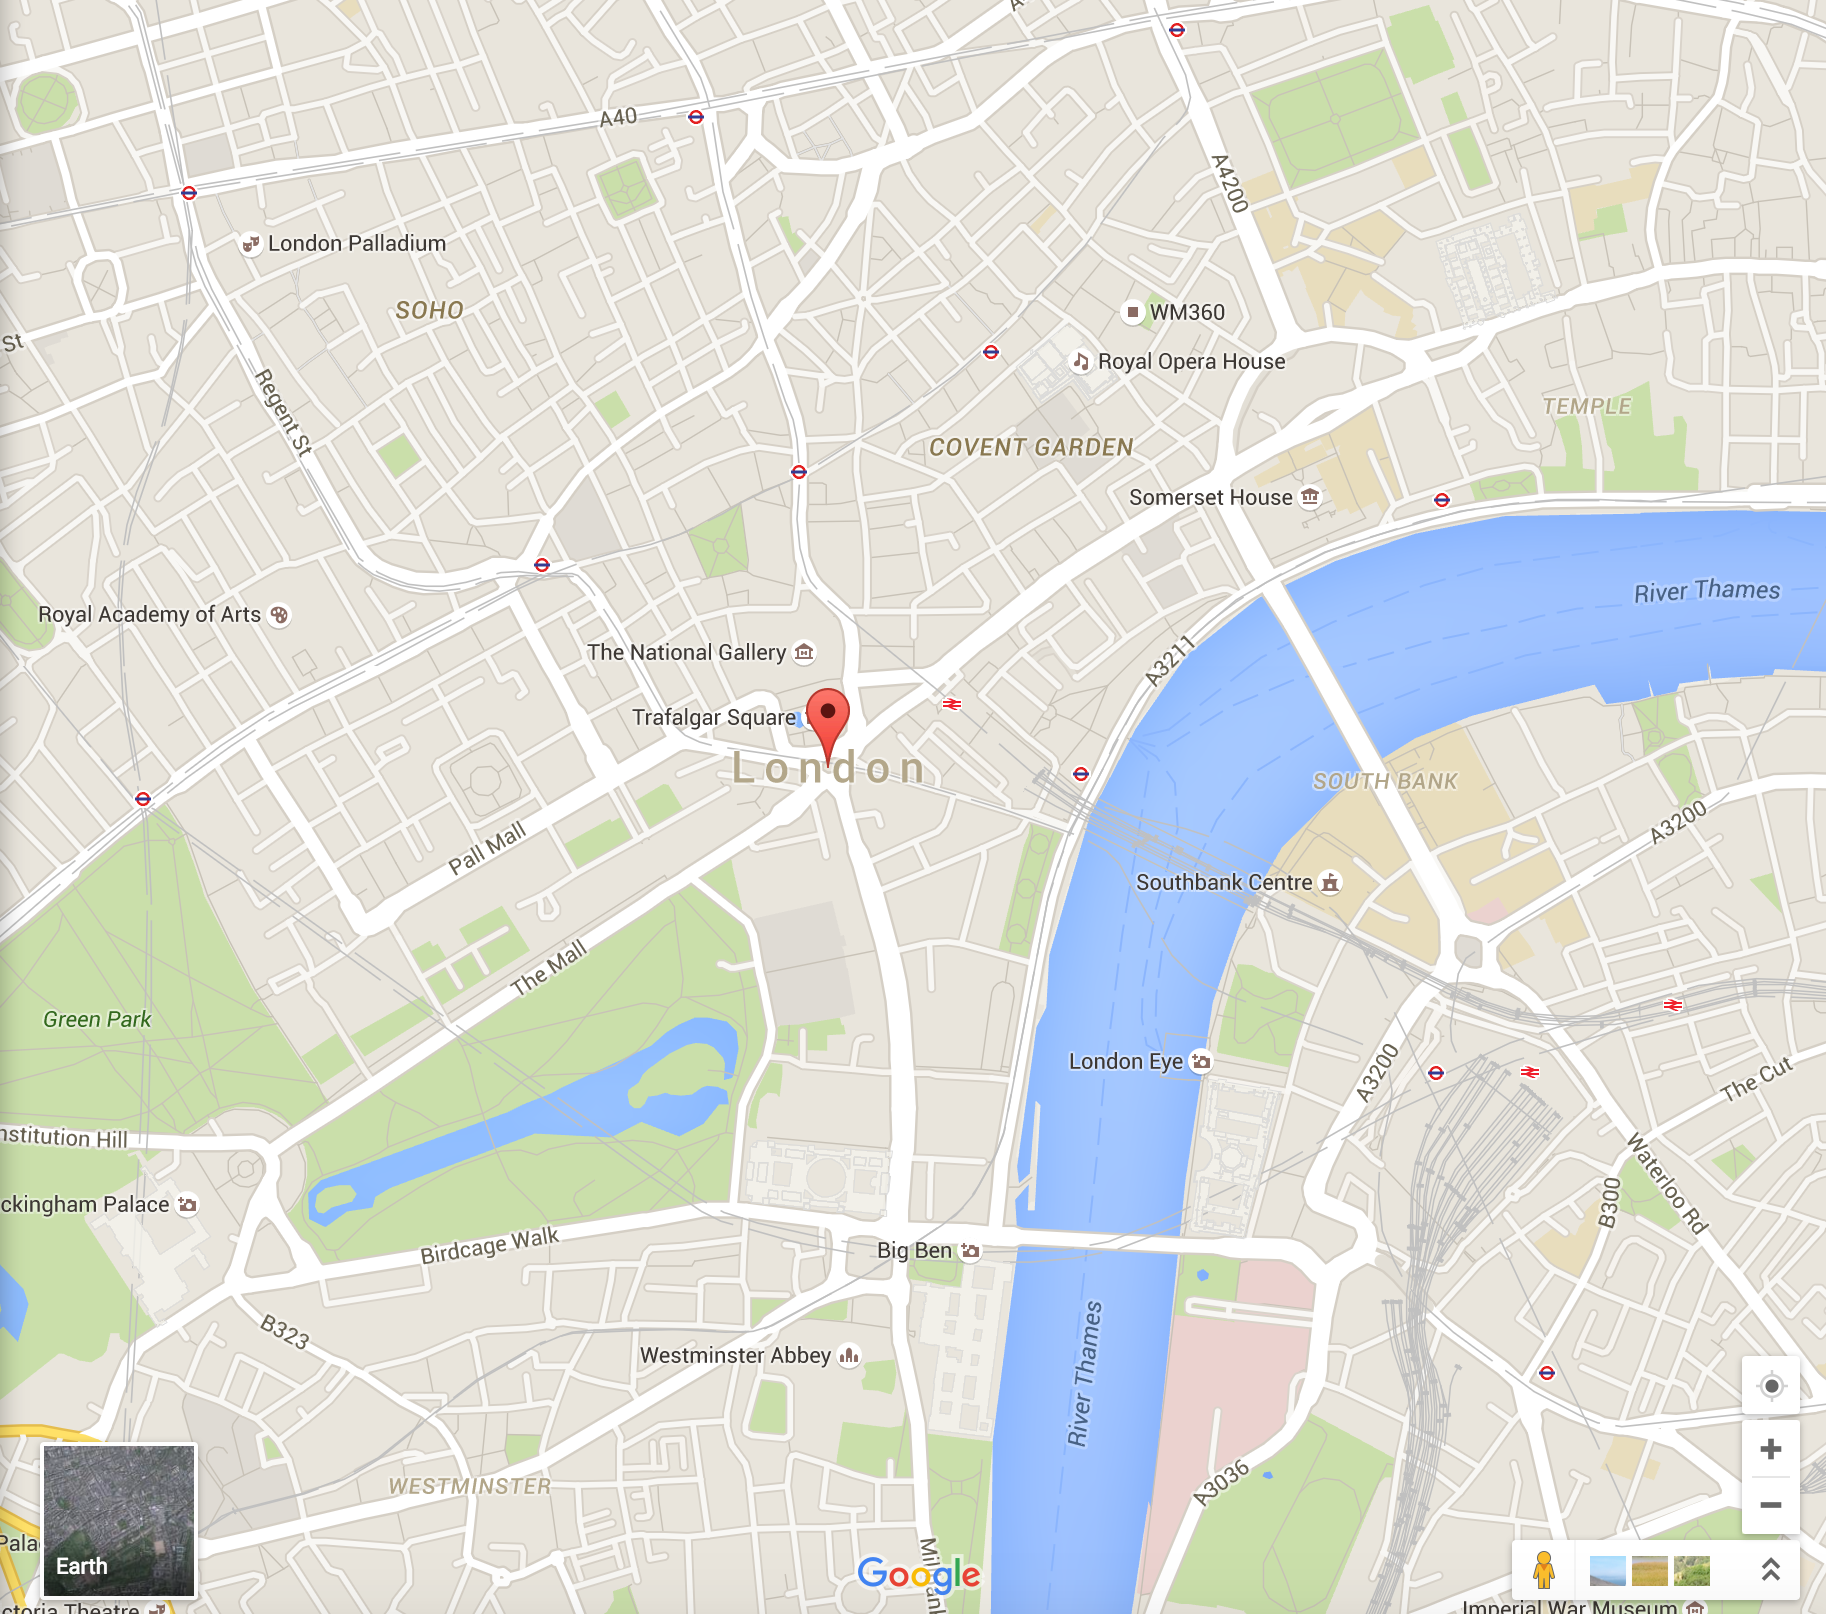 A40
A4200
London Palladium
SOHO
WM360
St
Royal Opera House
Regent St
TEMPLE
COVENT GARDEN
Somerset House
River Thames
Royal Academy of Arts
The National Gallery
A3211
Trafalgar Square
London
SOUTH BANK
A3200
Pall Mall
Southbank Centre
The Mall
Green Park
London Eye
A3200
The Cut
nstitution Hill
Waterloo Rd
ckingham Palace
B300
Birdcage Walk
Big Ben
B323
River Thames
Westminster Abbey
WESTMINSTER
A3036
Pala
Earth
Google
ctoria Theatre
Imperial War Museum